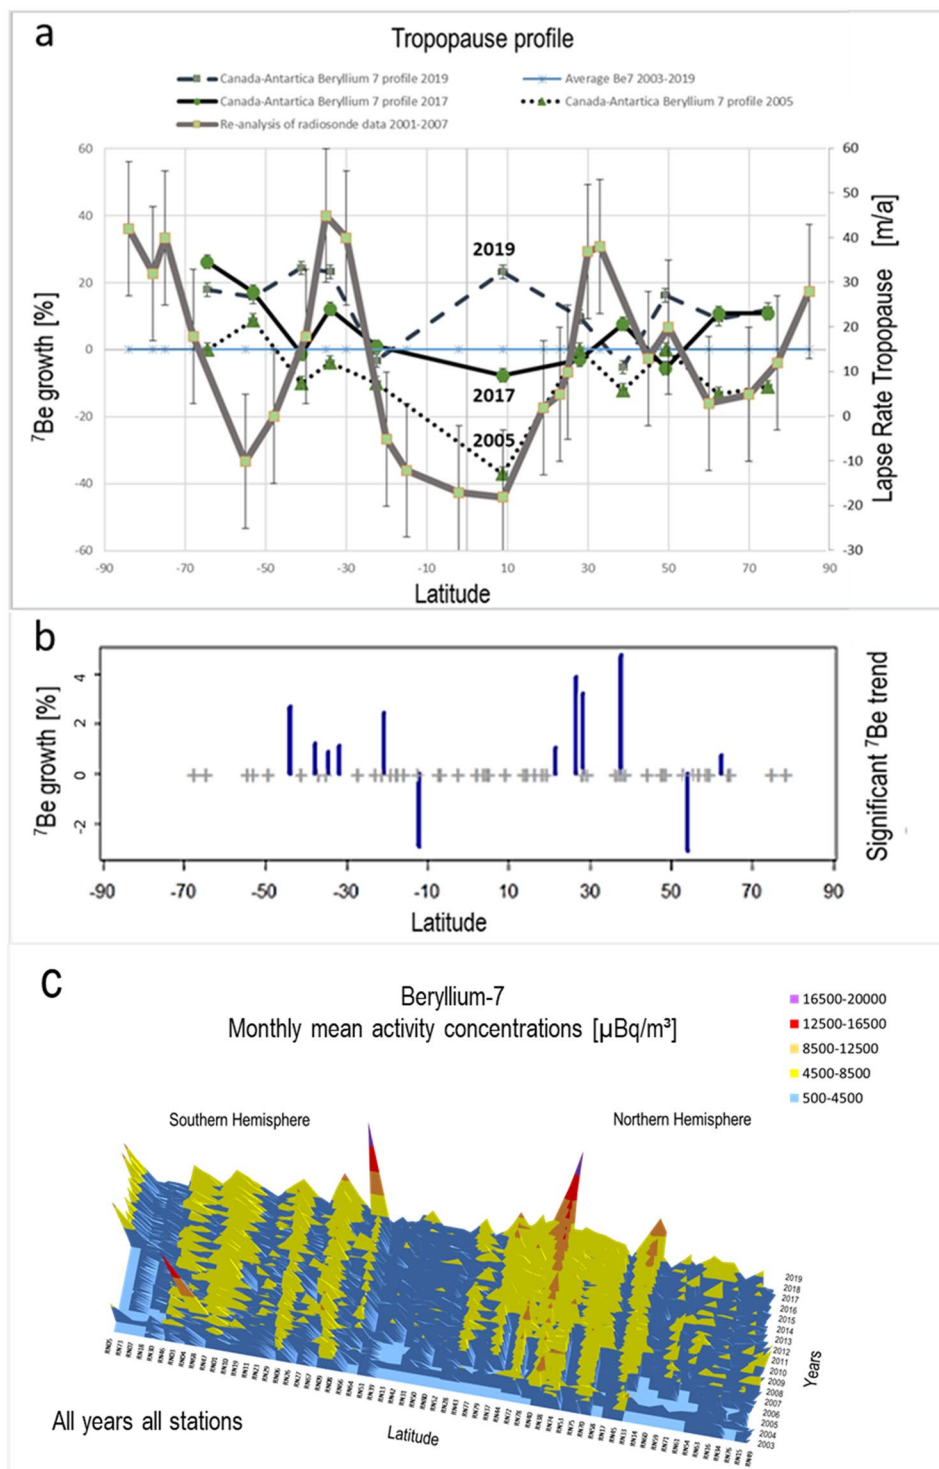 a
Tropopause profile
Canada-Antartica Beryllium 7 profile 2019
Average Be7 2003-2019
Canada-Antartica Beryllium 7 profile 2017
Canada-Antartica Beryllium 7 profile 2005
Re-analysis of radiosonde data 2001-2007
60
40
20
0
-20
-40
-60
60
50
40
30
20
10
0
-10
-20
-30
⁷Be growth [%]
Lapse Rate Tropopause [m/a]
2019
2017
2005
-90 -70 -50 -30 10 30 50 70 90
Latitude
b
4
2
0
-2
⁷Be growth [%]
Significant ⁷Be trend
-90 -70 -50 -30 -10 10 30 50 70 90
Latitude
c
Beryllium-7
Monthly mean activity concentrations [µBq/m³]
16500-20000
12500-16500
8500-12500
4500-8500
500-4500
Southern Hemisphere
Northern Hemisphere
2019
2018
2017
2016
2015
2014
2013
2012
2011
2010
2009
2008
2007
2006
2005
2004
2003
Years
Latitude
All years all stations